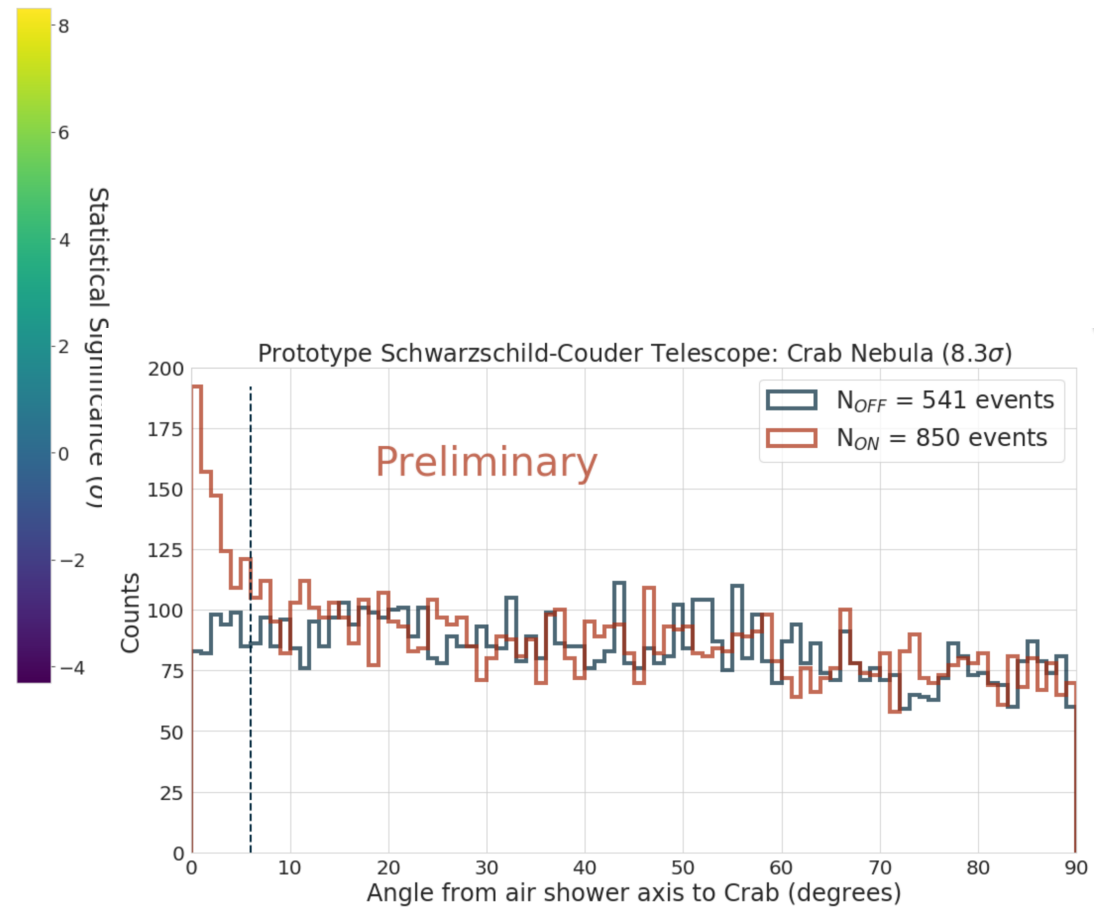 8
6
4
2
0
−2
−4
Statistical Significance (σ)
Prototype Schwarzschild-Couder Telescope: Crab Nebula (8.3σ)
N_OFF = 541 events
N_ON = 850 events
Preliminary
Counts
200
175
150
125
100
75
50
25
0
0 10 20 30 40 50 60 70 80 90
Angle from air shower axis to Crab (degrees)